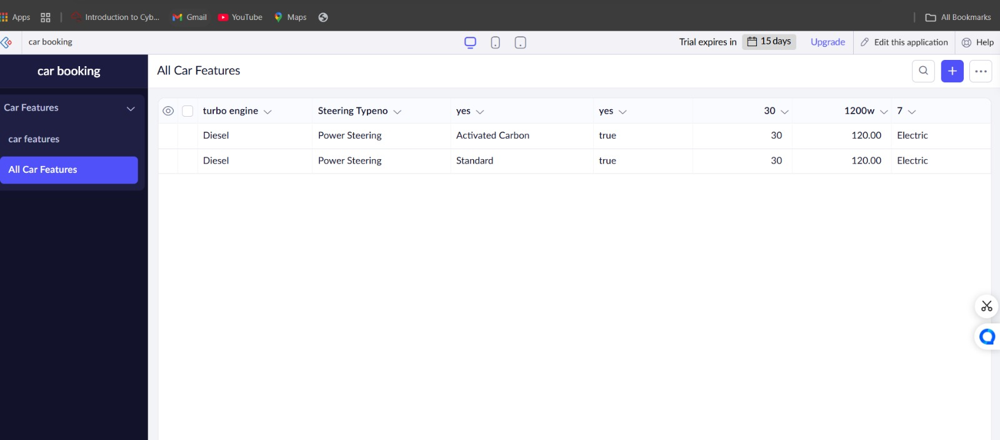 Apps Introduction to Cyb... Gmail YouTube Maps All Bookmarks
car booking Trial expires in 15 days Upgrade Edit this application Help
car booking All Car Features
Car Features
car features
All Car Features
turbo engine Steering Typeno yes yes 30 1200w 7
Diesel Power Steering Activated Carbon true 30 120.00 Electric
Diesel Power Steering Standard true 30 120.00 Electric